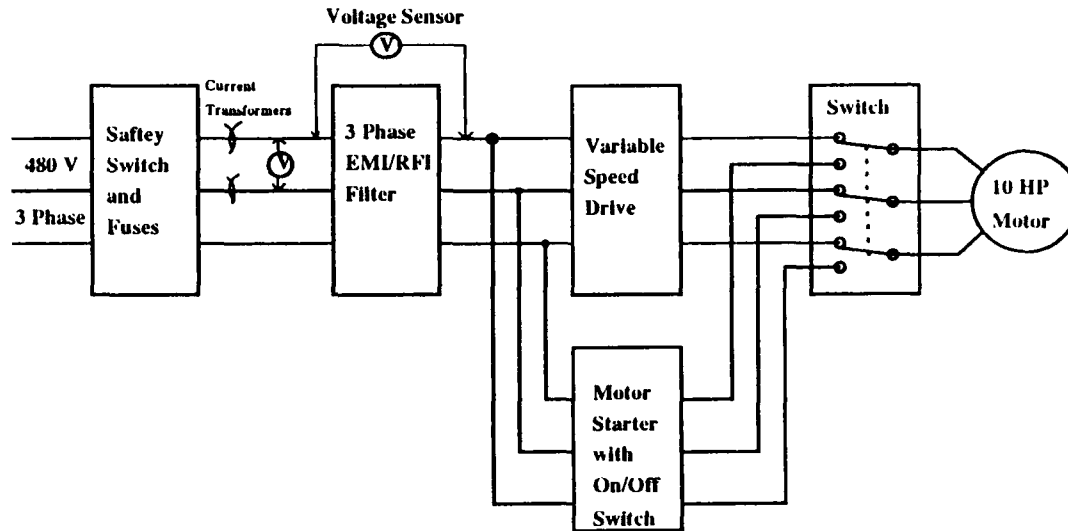 Voltage Sensor
V
Current
Transformers
480 V
3 Phase
Saftey
Switch
and
Fuses
V
3 Phase
EMI/RFI
Filter
Variable
Speed
Drive
Switch
10 HP
Motor
Motor
Starter
with
On/Off
Switch